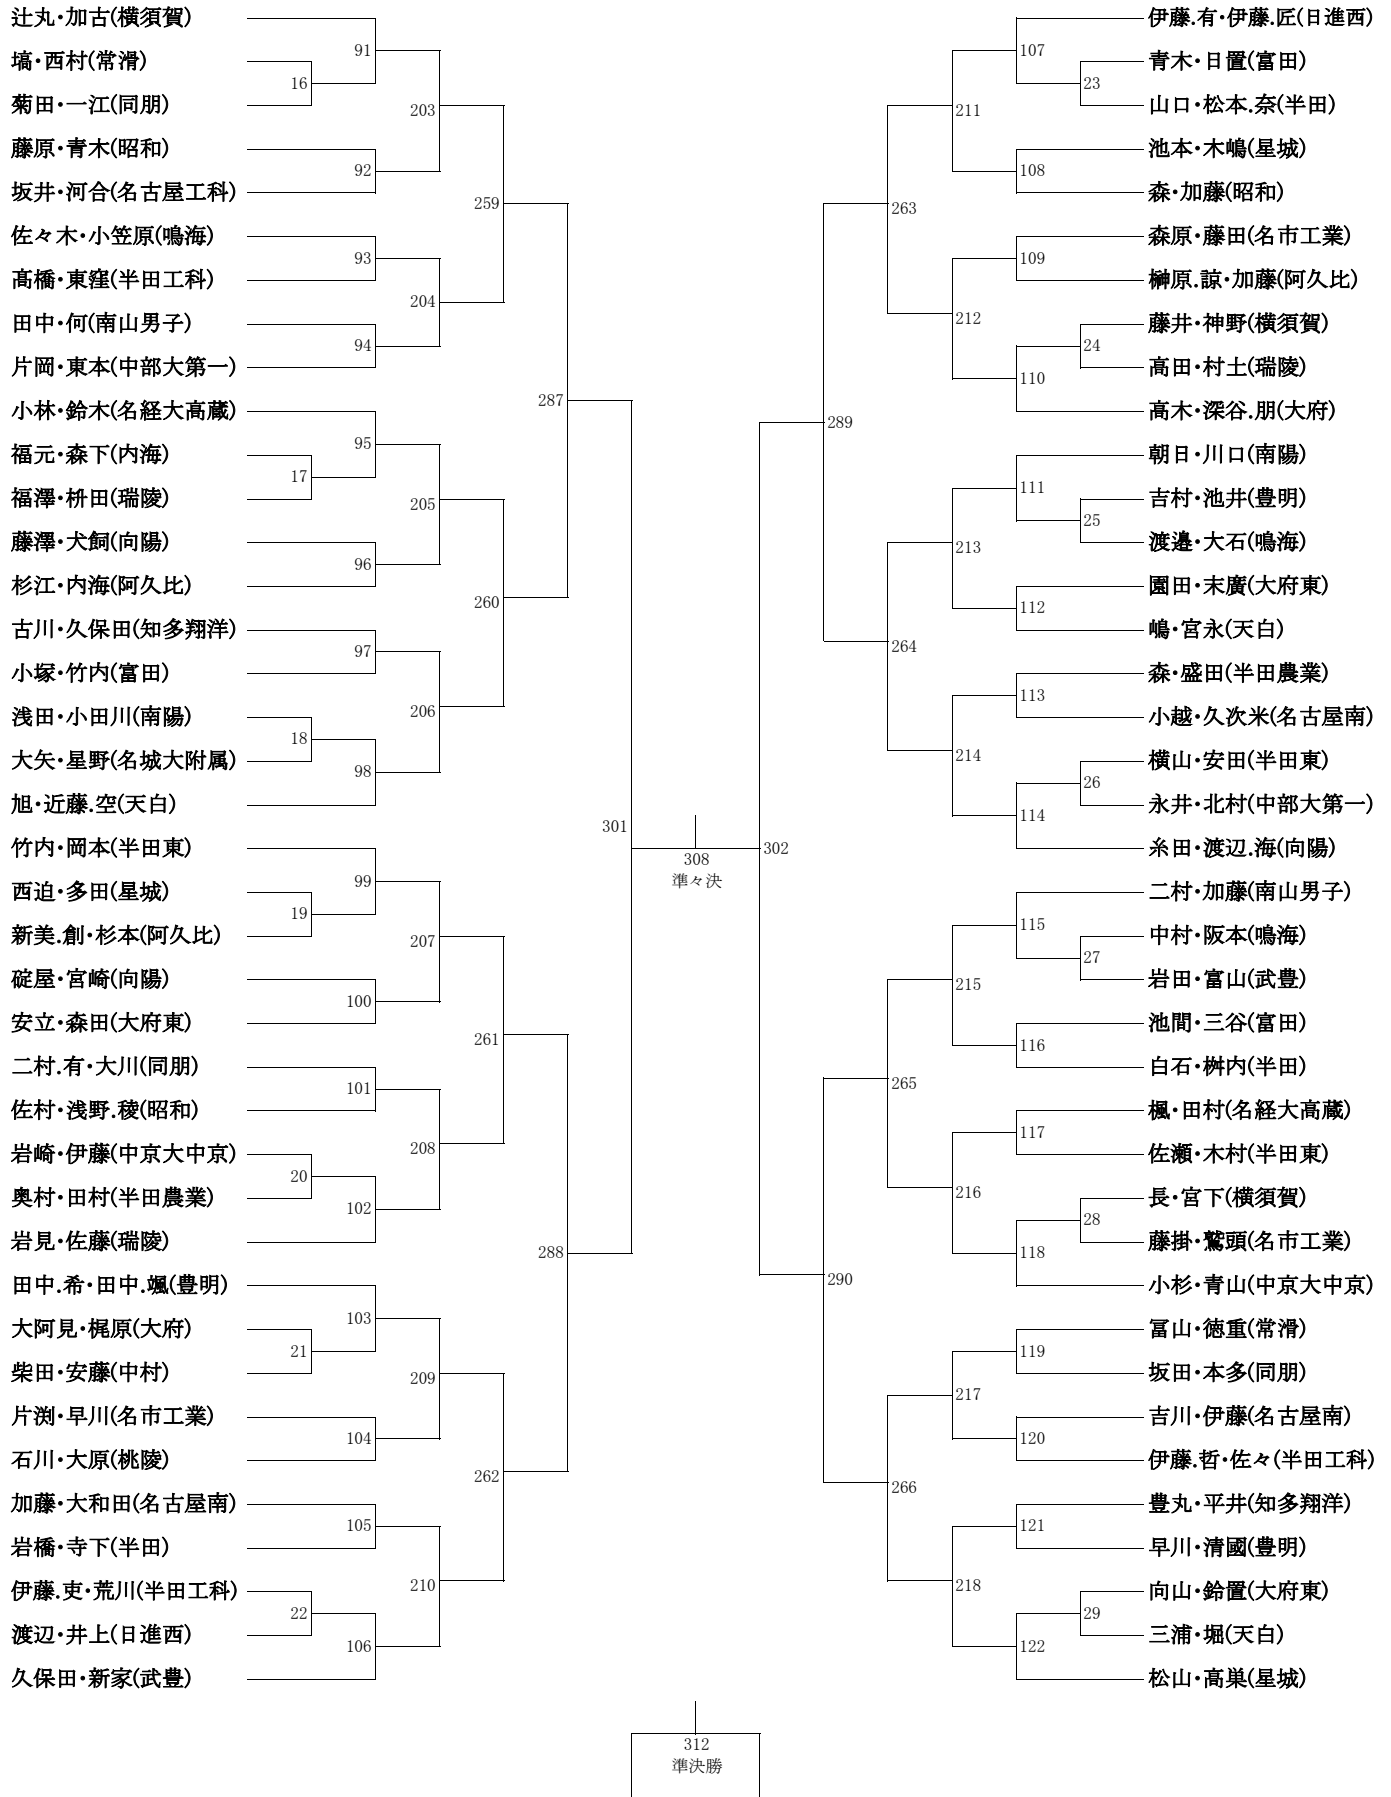 辻丸・加古(横須賀)
塙・西村(常滑)
菊田・一江(同朋)
藤原・青木(昭和)
坂井・河合(名古屋工科)
佐々木・小笠原(鳴海)
髙橋・東窪(半田工科)
田中・何(南山男子)
片岡・東本(中部大第一)
小林・鈴木(名経大高蔵)
福元・森下(内海)
福澤・枡田(瑞陵)
藤澤・犬飼(向陽)
杉江・内海(阿久比)
古川・久保田(知多翔洋)
小塚・竹内(富田)
浅田・小田川(南陽)
大矢・星野(名城大附属)
旭・近藤.空(天白)
竹内・岡本(半田東)
西迫・多田(星城)
新美.創・杉本(阿久比)
碇屋・宮崎(向陽)
安立・森田(大府東)
二村.有・大川(同朋)
佐村・浅野.稜(昭和)
岩崎・伊藤(中京大中京)
奥村・田村(半田農業)
岩見・佐藤(瑞陵)
田中.希・田中.颯(豊明)
大阿見・梶原(大府)
柴田・安藤(中村)
片渕・早川(名市工業)
石川・大原(桃陵)
加藤・大和田(名古屋南)
岩橋・寺下(半田)
伊藤.吏・荒川(半田工科)
渡辺・井上(日進西)
久保田・新家(武豊)
16
17
18
19
20
21
22
91
92
93
94
95
96
97
98
99
100
101
102
103
104
105
106
203
204
205
206
207
208
209
210
259
260
261
262
287
288
301
308
準々決
302
312
準決勝
289
290
263
264
265
266
211
212
213
214
215
216
217
218
107
108
109
110
111
112
113
114
115
116
117
118
119
120
121
122
23
24
25
26
27
28
29
伊藤.有・伊藤.匠(日進西)
青木・日置(富田)
山口・松本.奈(半田)
池本・木嶋(星城)
森・加藤(昭和)
森原・藤田(名市工業)
榊原.諒・加藤(阿久比)
藤井・神野(横須賀)
高田・村土(瑞陵)
高木・深谷.朋(大府)
朝日・川口(南陽)
吉村・池井(豊明)
渡邉・大石(鳴海)
園田・末廣(大府東)
嶋・宮永(天白)
森・盛田(半田農業)
小越・久次米(名古屋南)
横山・安田(半田東)
永井・北村(中部大第一)
糸田・渡辺.海(向陽)
二村・加藤(南山男子)
中村・阪本(鳴海)
岩田・富山(武豊)
池間・三谷(富田)
白石・桝内(半田)
楓・田村(名経大高蔵)
佐瀬・木村(半田東)
長・宮下(横須賀)
藤掛・鷲頭(名市工業)
小杉・青山(中京大中京)
冨山・徳重(常滑)
坂田・本多(同朋)
吉川・伊藤(名古屋南)
伊藤.哲・佐々(半田工科)
豊丸・平井(知多翔洋)
早川・清國(豊明)
向山・鈴置(大府東)
三浦・堀(天白)
松山・高巣(星城)